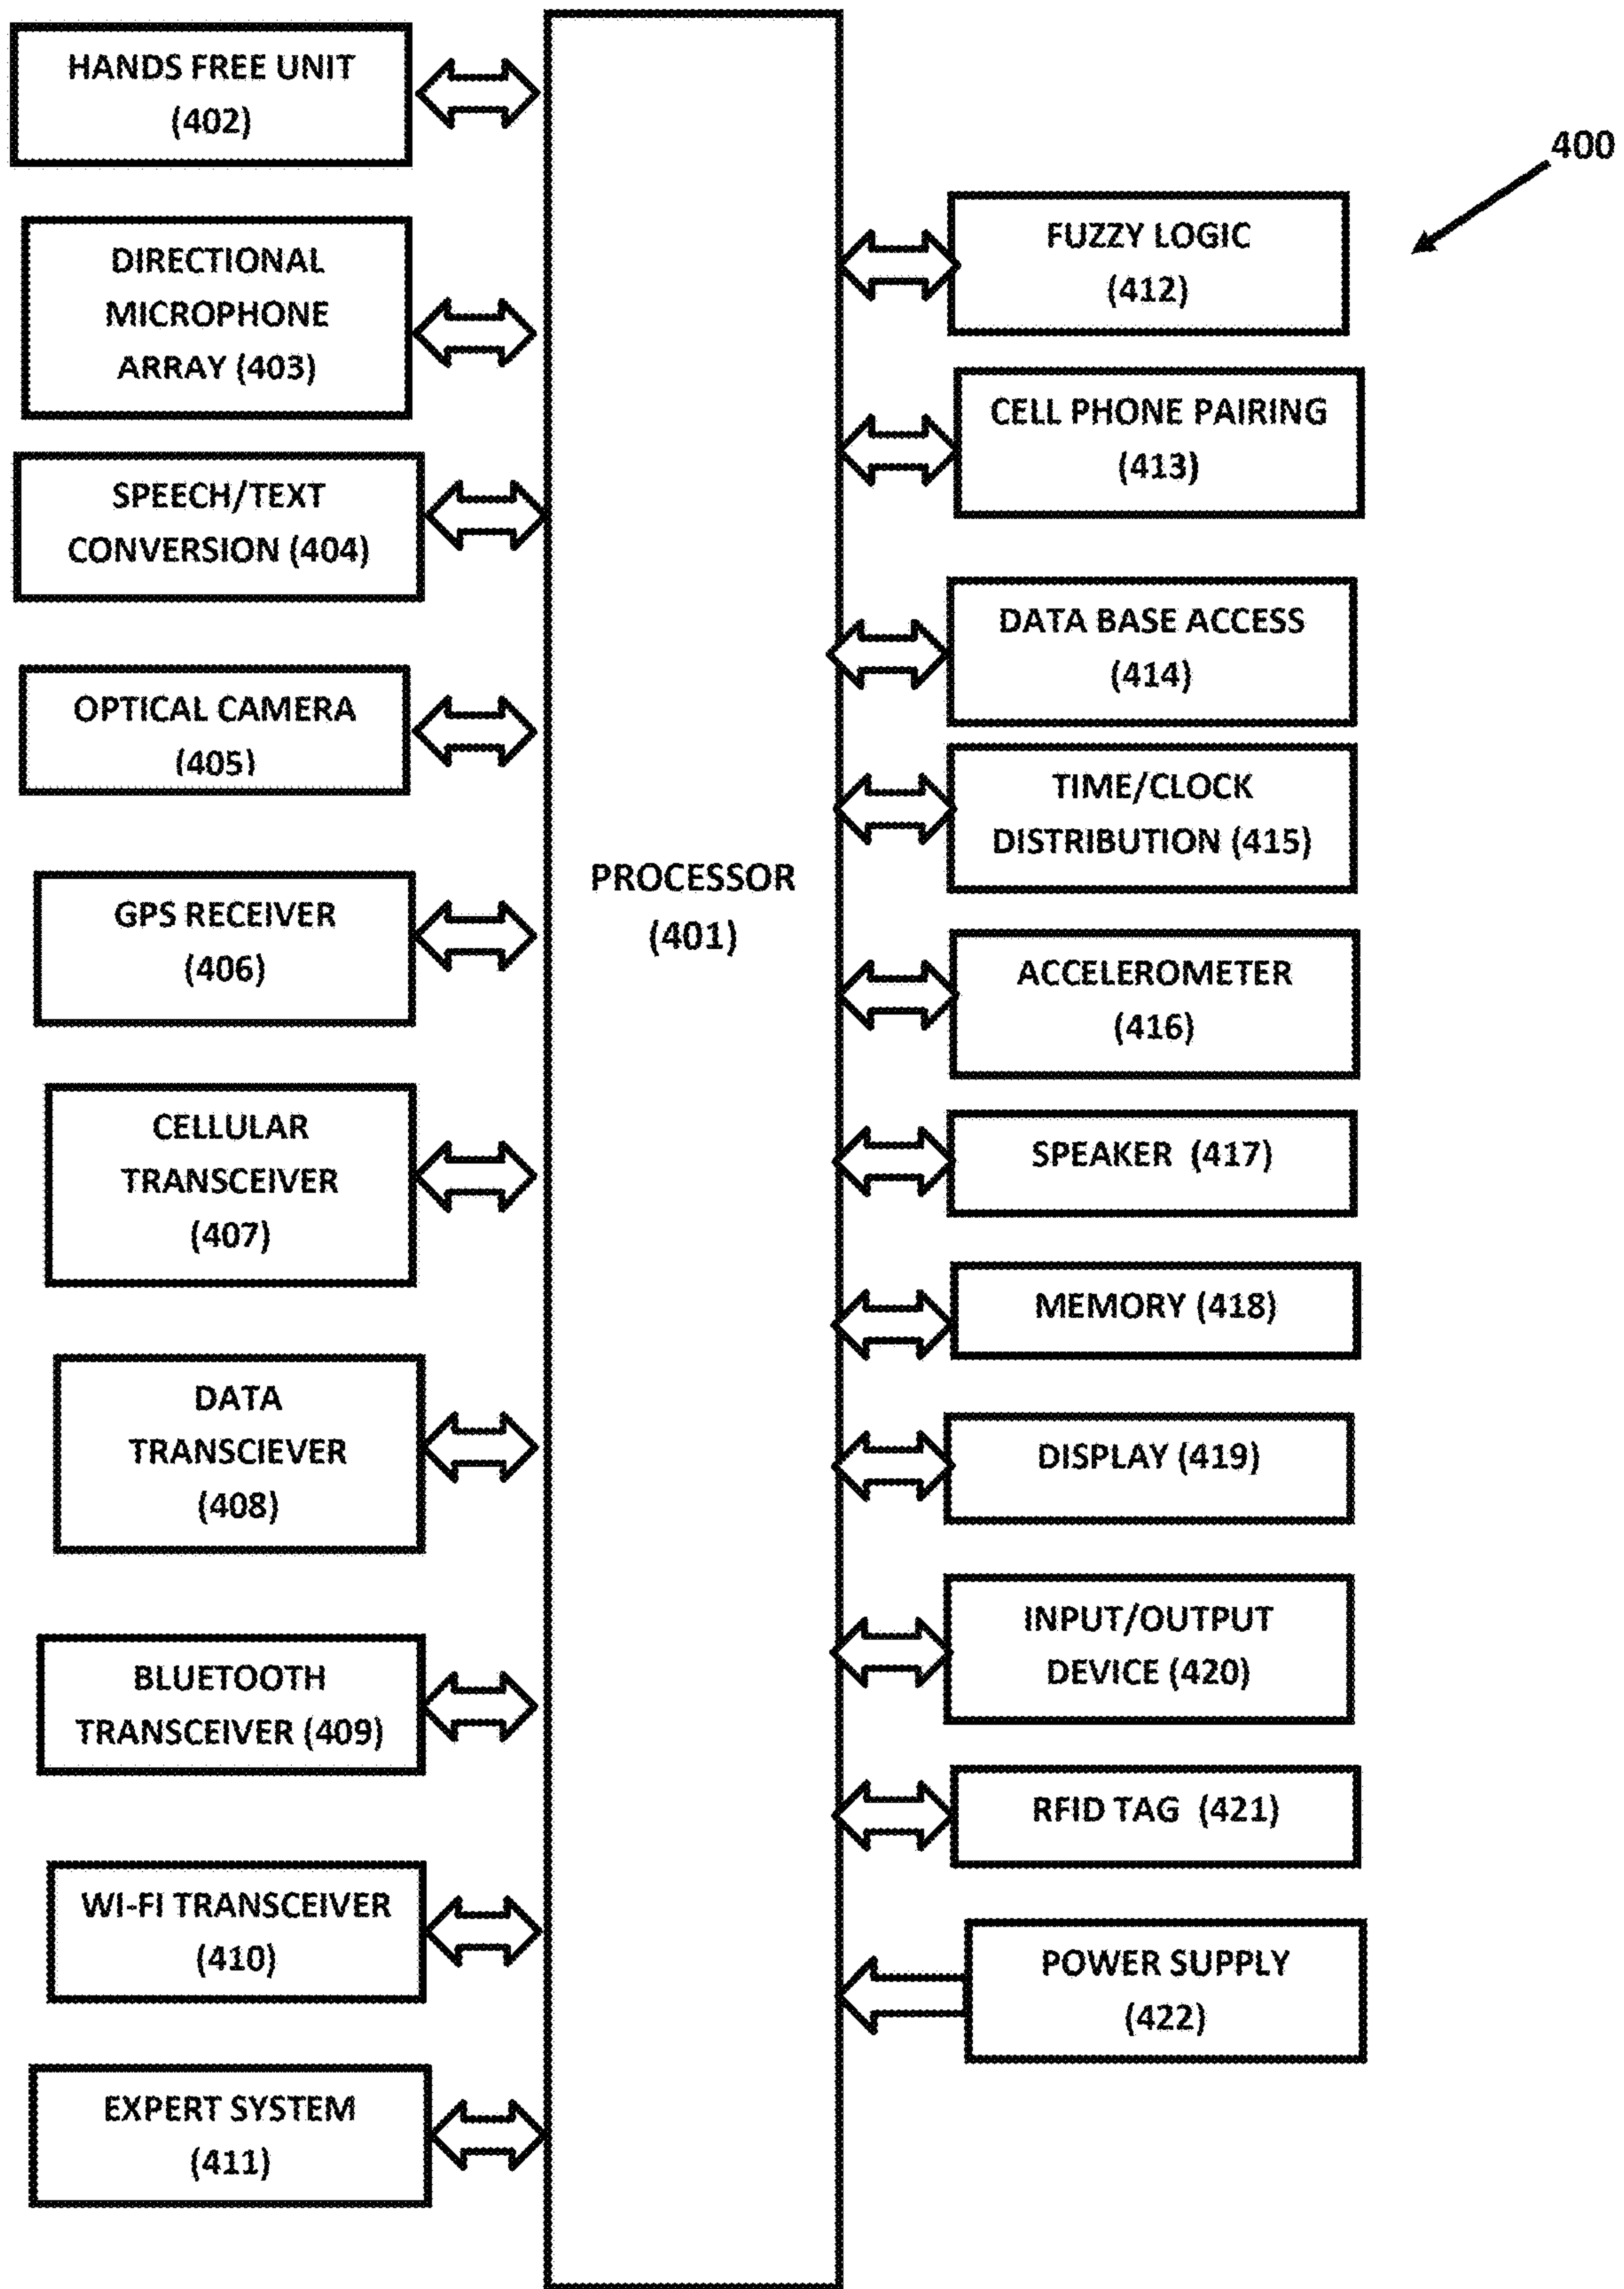 HANDS FREE UNIT
(402)
DIRECTIONAL
MICROPHONE
ARRAY (403)
SPEECH/TEXT
CONVERSION (404)
OPTICAL CAMERA
(405)
GPS RECEIVER
(406)
CELLULAR
TRANSCEIVER
(407)
DATA
TRANSCIEVER
(408)
BLUETOOTH
TRANSCEIVER (409)
WI-FI TRANSCEIVER
(410)
EXPERT SYSTEM
(411)
PROCESSOR
(401)
400
FUZZY LOGIC
(412)
CELL PHONE PAIRING
(413)
DATA BASE ACCESS
(414)
TIME/CLOCK
DISTRIBUTION (415)
ACCELEROMETER
(416)
SPEAKER (417)
MEMORY (418)
DISPLAY (419)
INPUT/OUTPUT
DEVICE (420)
RFID TAG (421)
POWER SUPPLY
(422)